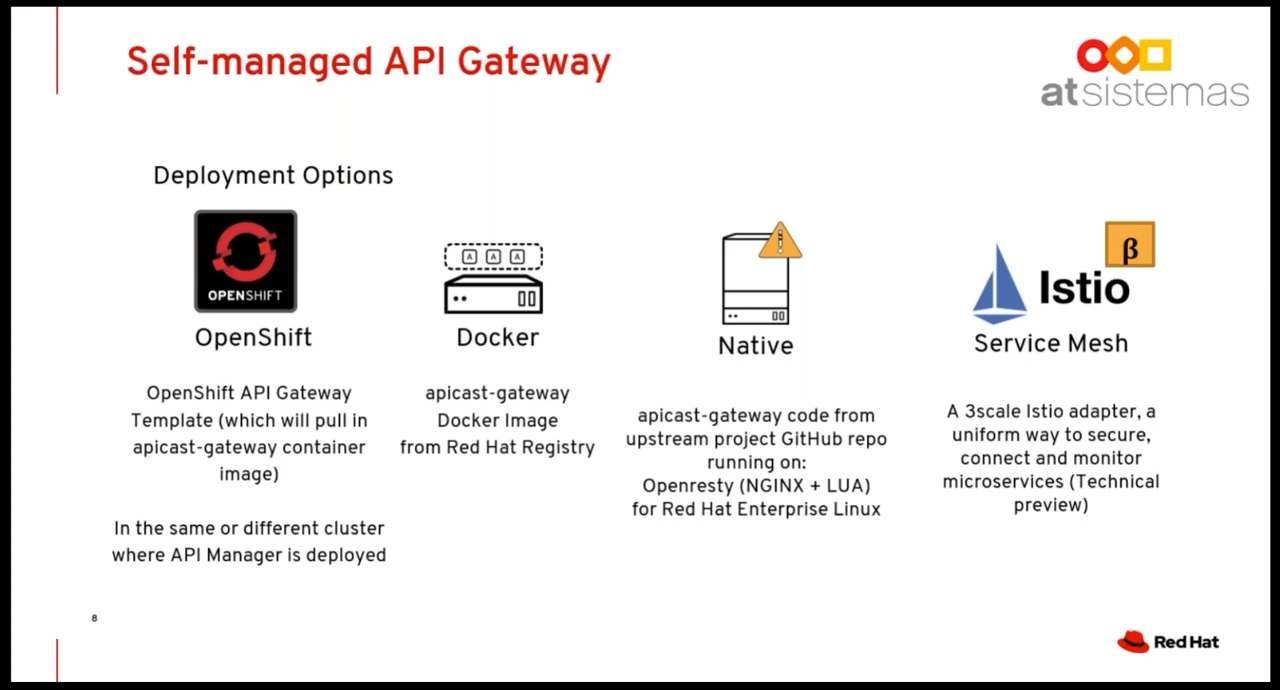 Self-managed API Gateway
atsistemas
Deployment Options
OPENSHIFT
OpenShift
OpenShift API Gateway
Template (which will pull in
apicast-gateway container
image)
In the same or different cluster
where API Manager is deployed
A A A
Docker
apicast-gateway
Docker Image
from Red Hat Registry
Native
apicast-gateway code from
upstream project GitHub repo
running on:
Openresty (NGINX + LUA)
for Red Hat Enterprise Linux
β
Istio
Service Mesh
A 3scale Istio adapter, a
uniform way to secure,
connect and monitor
microservices (Technical
preview)
8
Red Hat